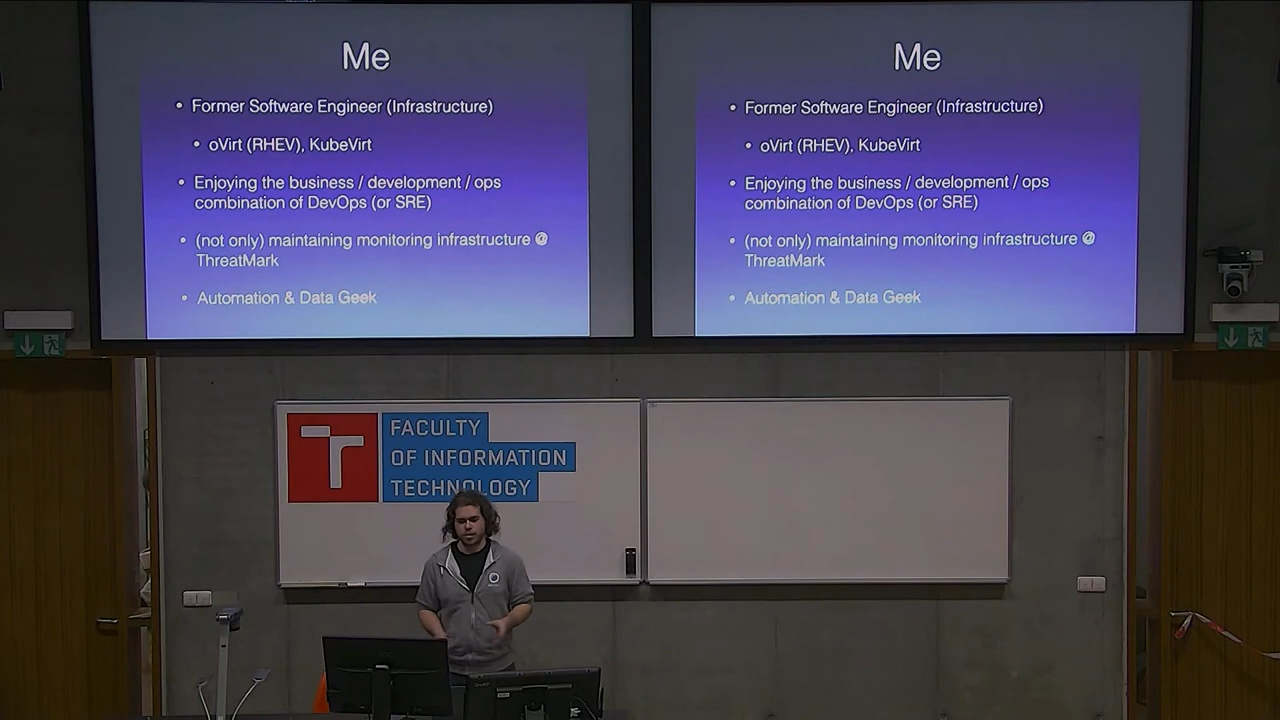 Me
• Former Software Engineer (Infrastructure)
• oVirt (RHEV), KubeVirt
• Enjoying the business / development / ops
combination of DevOps (or SRE)
• (not only) maintaining monitoring infrastructure @
ThreatMark
• Automation & Data Geek
Me
• Former Software Engineer (Infrastructure)
• oVirt (RHEV), KubeVirt
• Enjoying the business / development / ops
combination of DevOps (or SRE)
• (not only) maintaining monitoring infrastructure @
ThreatMark
• Automation & Data Geek
T
FACULTY
OF INFORMATION
TECHNOLOGY